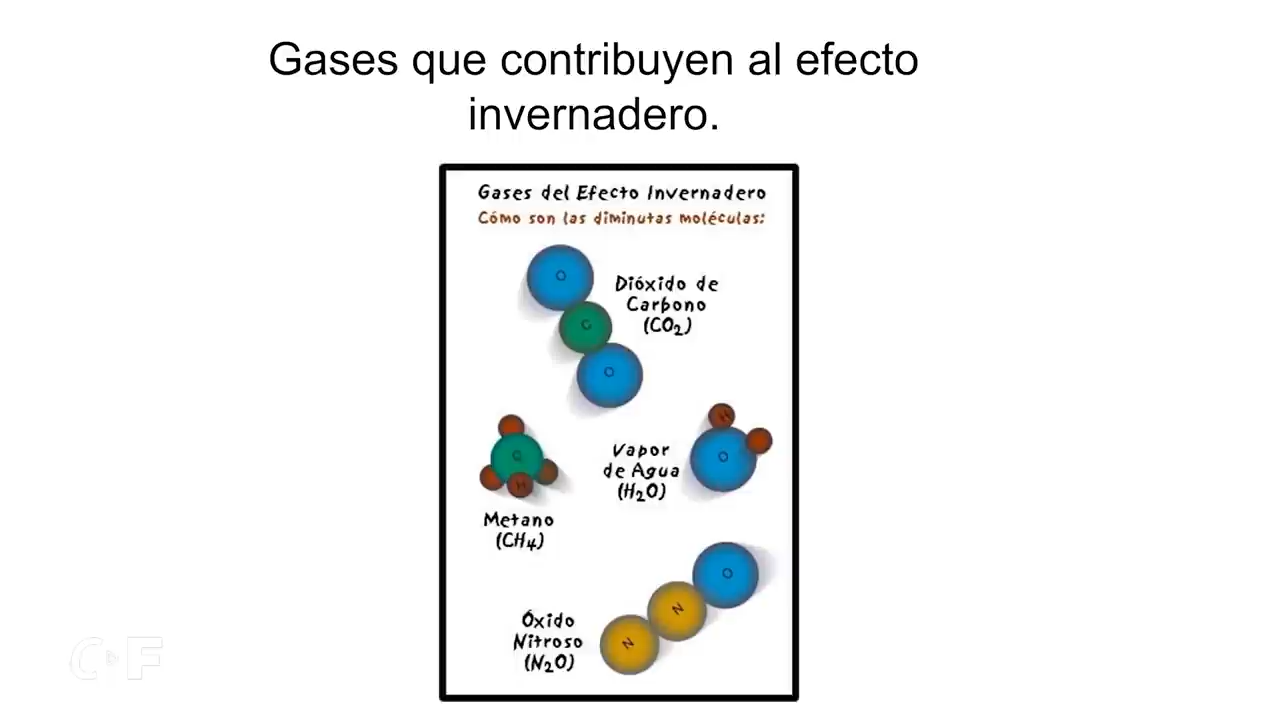 Gases que contribuyen al efecto
invernadero.
Gases del Efecto Invernadero
Cómo son las diminutas moléculas:
O
C
O
Dióxido de
Carbono
(CO₂)
C
H
Metano
(CH₄)
Vapor
de Agua
(H₂O)
H
O
Óxido
Nitroso
(N₂O)
N
N
O